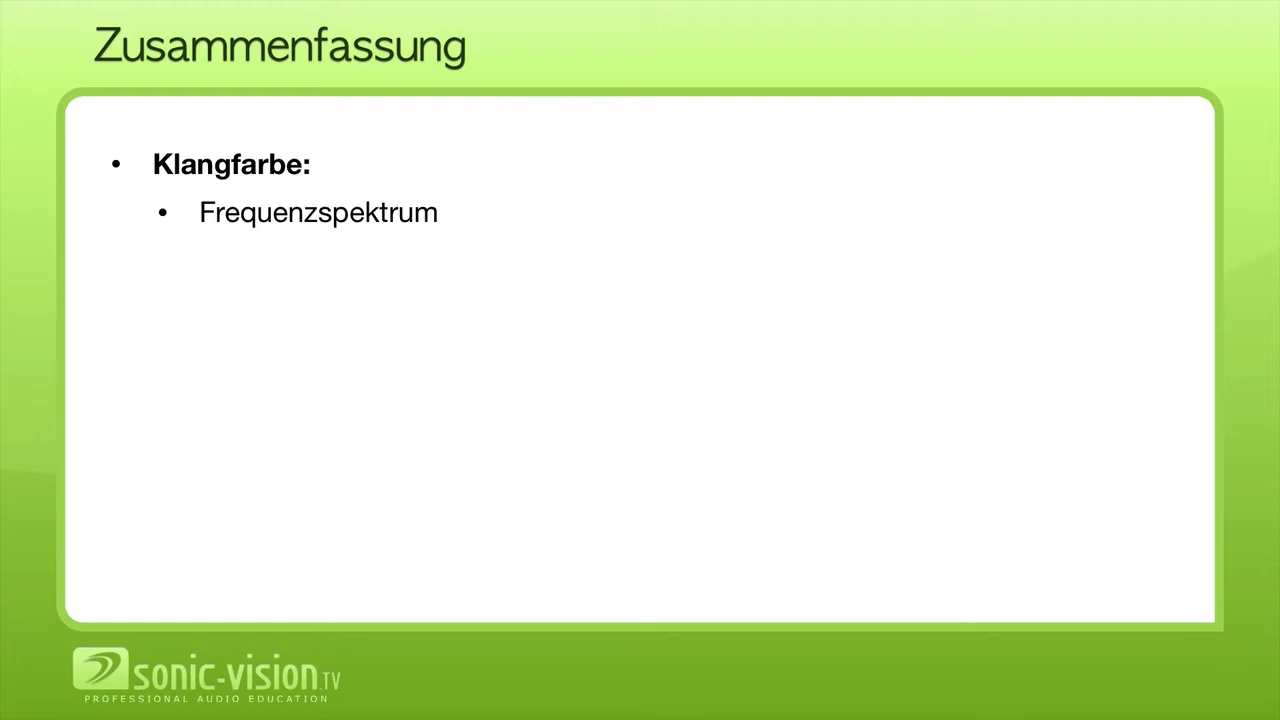 Zusammenfassung
• Klangfarbe:
• Frequenzspektrum
sonic-vision.TV
PROFESSIONAL AUDIO EDUCATION